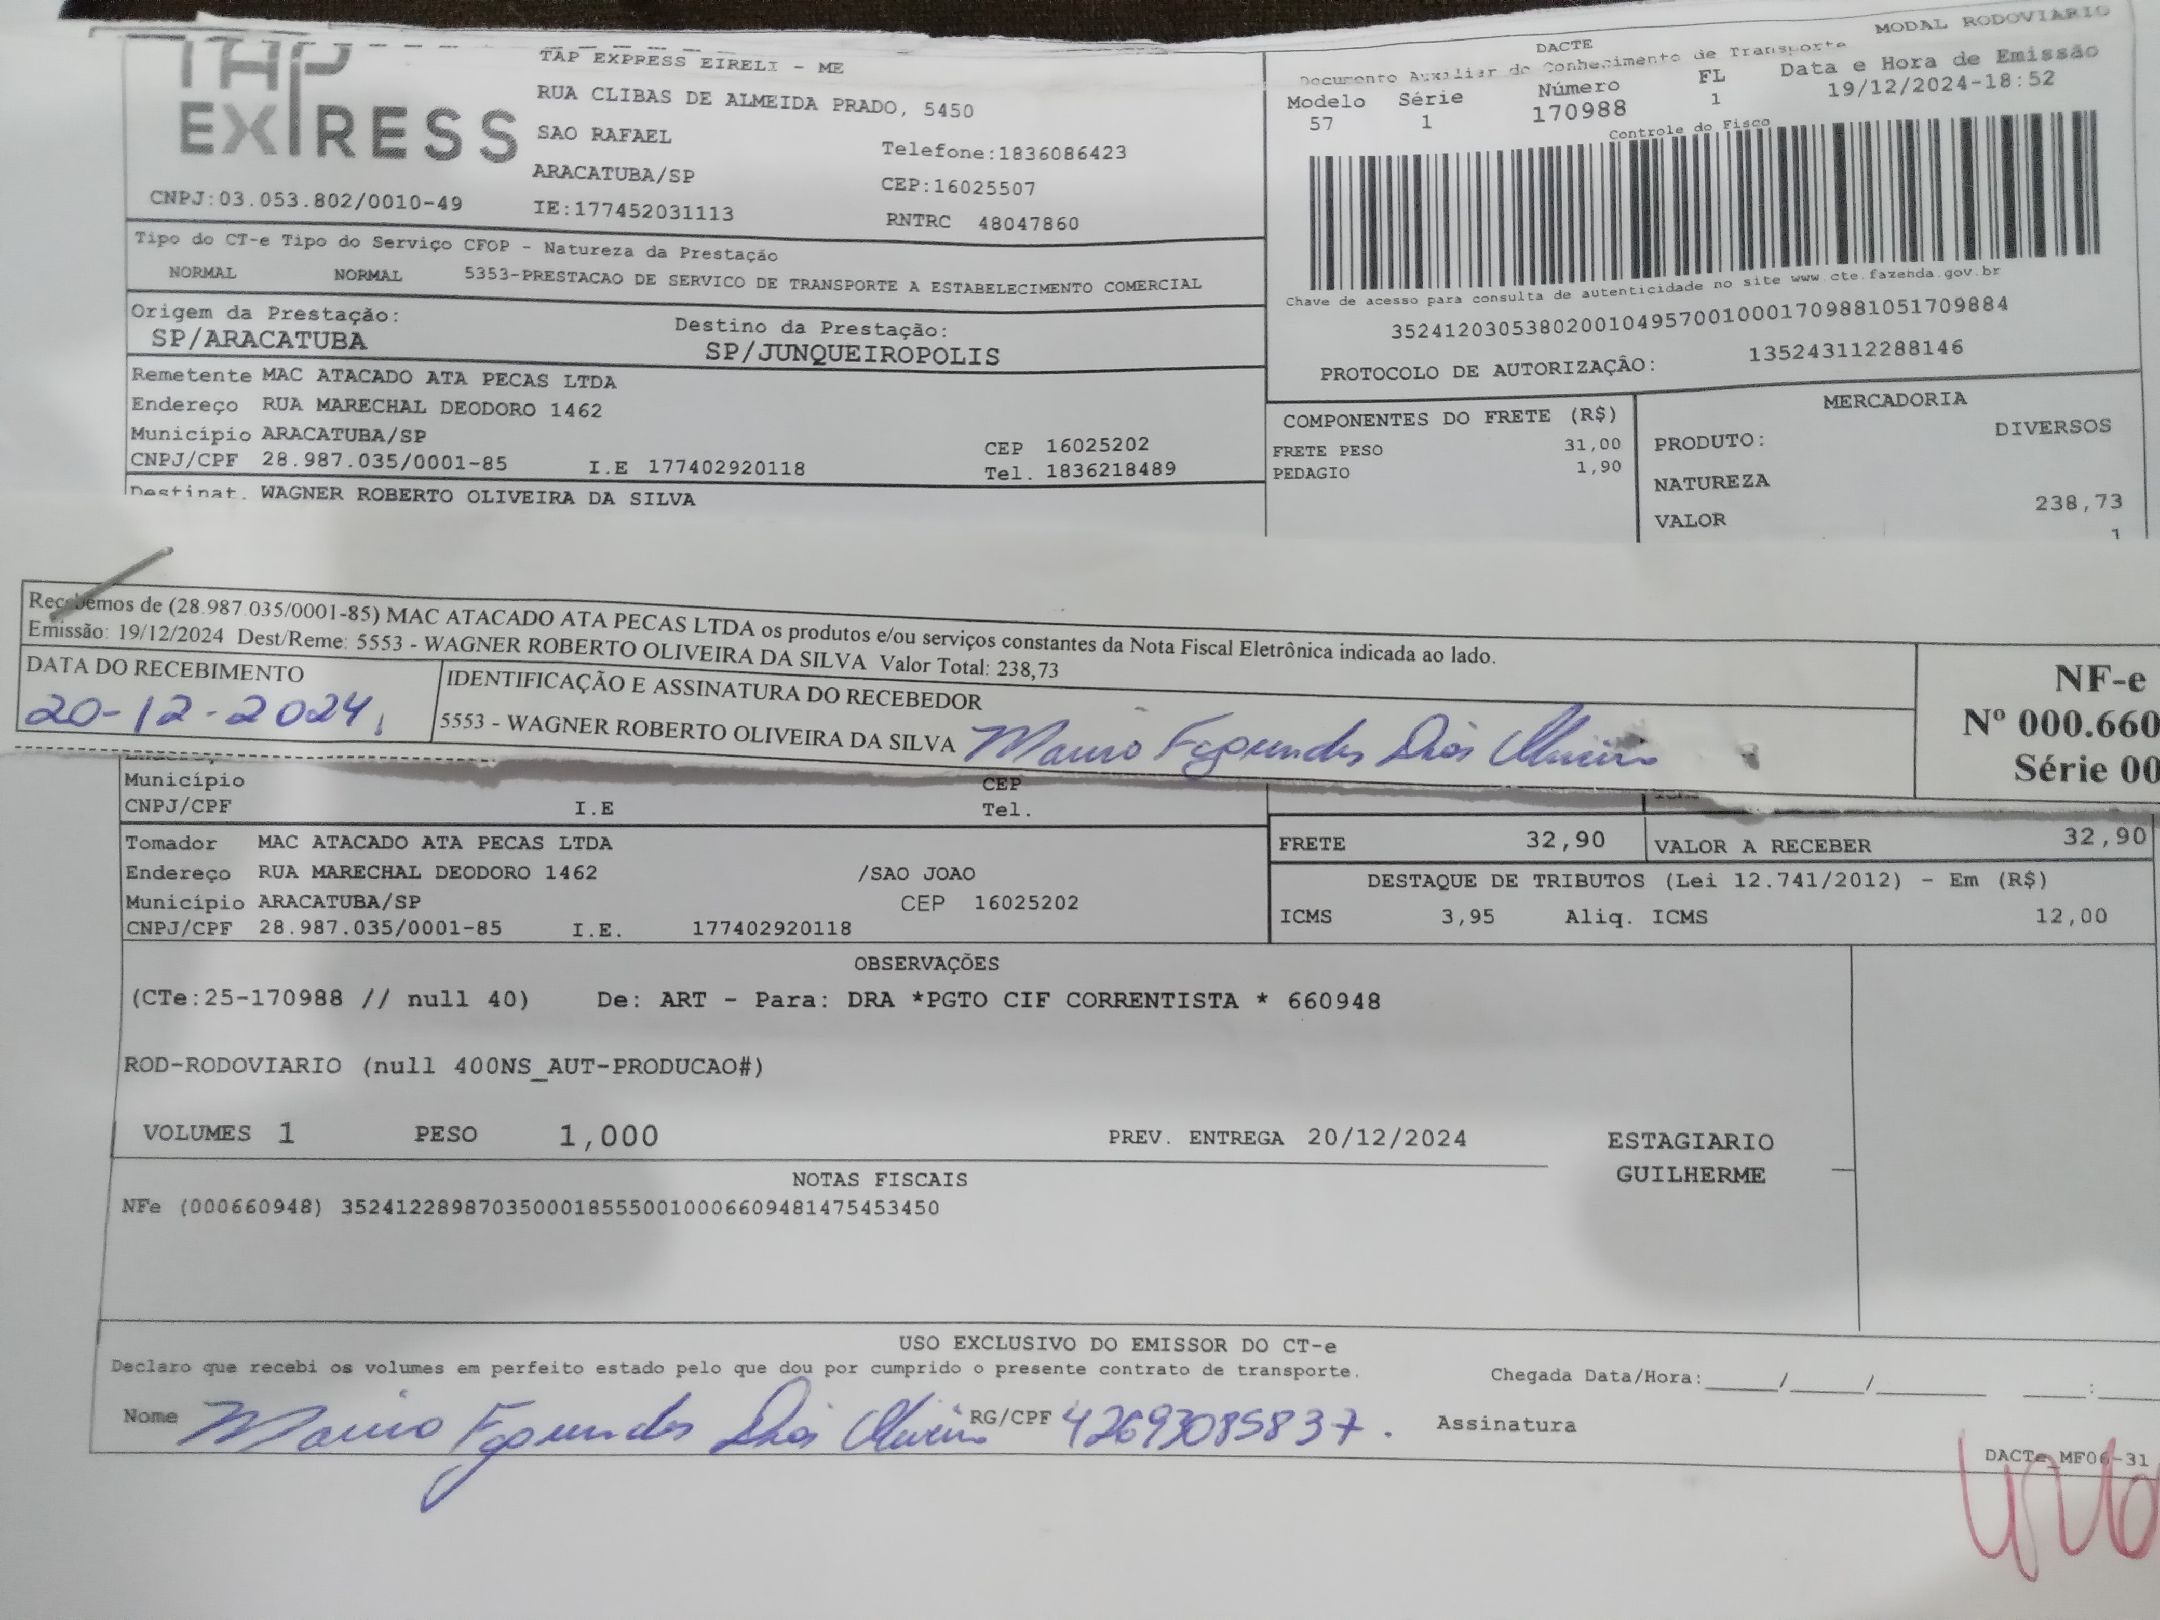 TAP EXPRESS
CNPJ:03.053.802/0010-49
TAP EXPRESS EIRELI - ME
RUA CLIBAS DE ALMEIDA PRADO, 5450
SAO RAFAEL
Telefone:1836086423
ARACATUBA/SP
CEP:16025507
IE:177452031113
RNTRC 48047860
MODAL RODOVIARIO
DACTE
Documento Auxiliar do Conhecimento de Transporte
Modelo Série Número FL Data e Hora de Emissão
57 1 170988 1 19/12/2024-18:52
Controle do Fisco
Chave de acesso para consulta de autenticidade no site www.cte.fazenda.gov.br
35241203053802001049570010001709881051709884
PROTOCOLO DE AUTORIZAÇÃO: 135243112288146
Tipo do CT-e Tipo do Serviço CFOP - Natureza da Prestação
NORMAL NORMAL 5353-PRESTACAO DE SERVICO DE TRANSPORTE A ESTABELECIMENTO COMERCIAL
Origem da Prestação: Destino da Prestação:
SP/ARACATUBA SP/JUNQUEIROPOLIS
Remetente MAC ATACADO ATA PECAS LTDA
Endereço RUA MARECHAL DEODORO 1462
Município ARACATUBA/SP CEP 16025202
CNPJ/CPF 28.987.035/0001-85 I.E 177402920118 Tel. 1836218489
Destinat. WAGNER ROBERTO OLIVEIRA DA SILVA
COMPONENTES DO FRETE (R$)
FRETE PESO 31,00
PEDAGIO 1,90
MERCADORIA
PRODUTO: DIVERSOS
NATUREZA
VALOR 238,73
1
Recebemos de (28.987.035/0001-85) MAC ATACADO ATA PECAS LTDA os produtos e/ou serviços constantes da Nota Fiscal Eletrônica indicada ao lado.
Emissão: 19/12/2024 Dest/Reme: 5553 - WAGNER ROBERTO OLIVEIRA DA SILVA Valor Total: 238,73
DATA DO RECEBIMENTO
20-12-2024
IDENTIFICAÇÃO E ASSINATURA DO RECEBEDOR
5553 - WAGNER ROBERTO OLIVEIRA DA SILVA Mauro Fagundes Dias Oliveira
NF-e
Nº 000.660
Série 00
Município CEP
CNPJ/CPF I.E Tel.
Tomador MAC ATACADO ATA PECAS LTDA
Endereço RUA MARECHAL DEODORO 1462 /SAO JOAO
Município ARACATUBA/SP CEP 16025202
CNPJ/CPF 28.987.035/0001-85 I.E. 177402920118
FRETE 32,90 VALOR A RECEBER 32,90
DESTAQUE DE TRIBUTOS (Lei 12.741/2012) - Em (R$)
ICMS 3,95 Aliq. ICMS 12,00
OBSERVAÇÕES
(CTe:25-170988 // null 40) De: ART - Para: DRA *PGTO CIF CORRENTISTA * 660948
ROD-RODOVIARIO (null 400NS_AUT-PRODUCAO#)
VOLUMES 1 PESO 1,000 PREV. ENTREGA 20/12/2024
ESTAGIARIO
GUILHERME
NOTAS FISCAIS
NFe (000660948) 35241228987035000185550010006609481475453450
USO EXCLUSIVO DO EMISSOR DO CT-e
Declaro que recebi os volumes em perfeito estado pelo que dou por cumprido o presente contrato de transporte.
Chegada Data/Hora:____/____/______ ___:___
Nome Mauro Fagundes Dias Oliveira RG/CPF 42693085837. Assinatura
DACTe_MF06-31